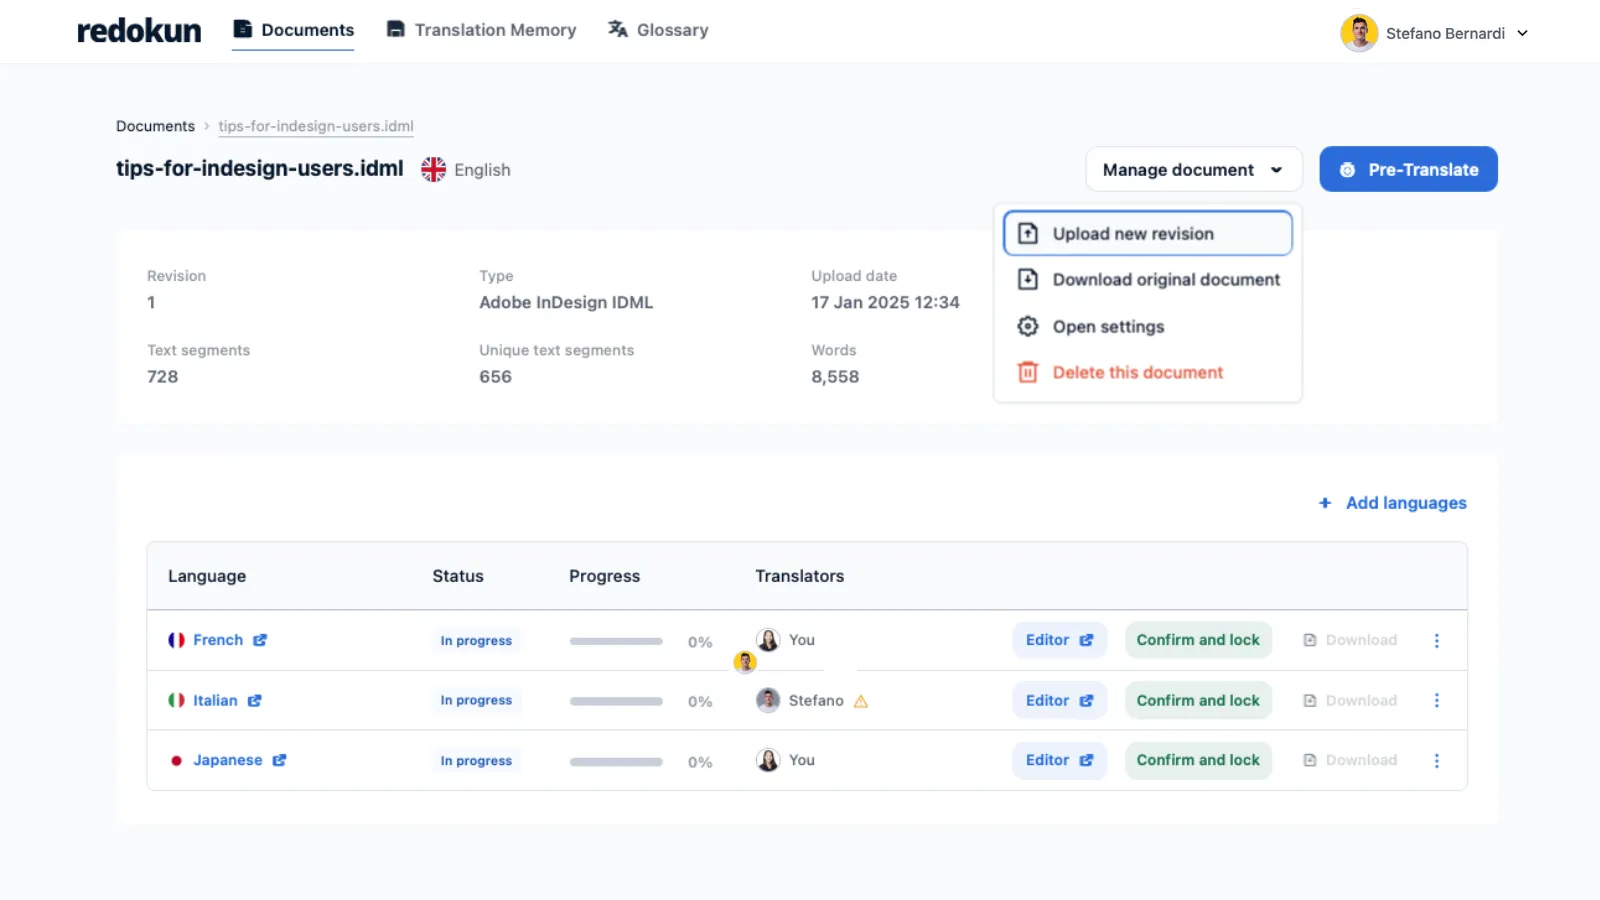 redokun
Documents
Translation Memory
Glossary
Stefano Bernardi
Documents > tips-for-indesign-users.idml
tips-for-indesign-users.idml
English
Manage document
Pre-Translate
Upload new revision
Download original document
Open settings
Delete this document
Revision
1
Type
Adobe InDesign IDML
Upload date
17 Jan 2025 12:34
Text segments
728
Unique text segments
656
Words
8,558
+ Add languages
Language Status Progress Translators
French In progress 0% You Editor Confirm and lock Download
Italian In progress 0% Stefano Editor Confirm and lock Download
Japanese In progress 0% You Editor Confirm and lock Download